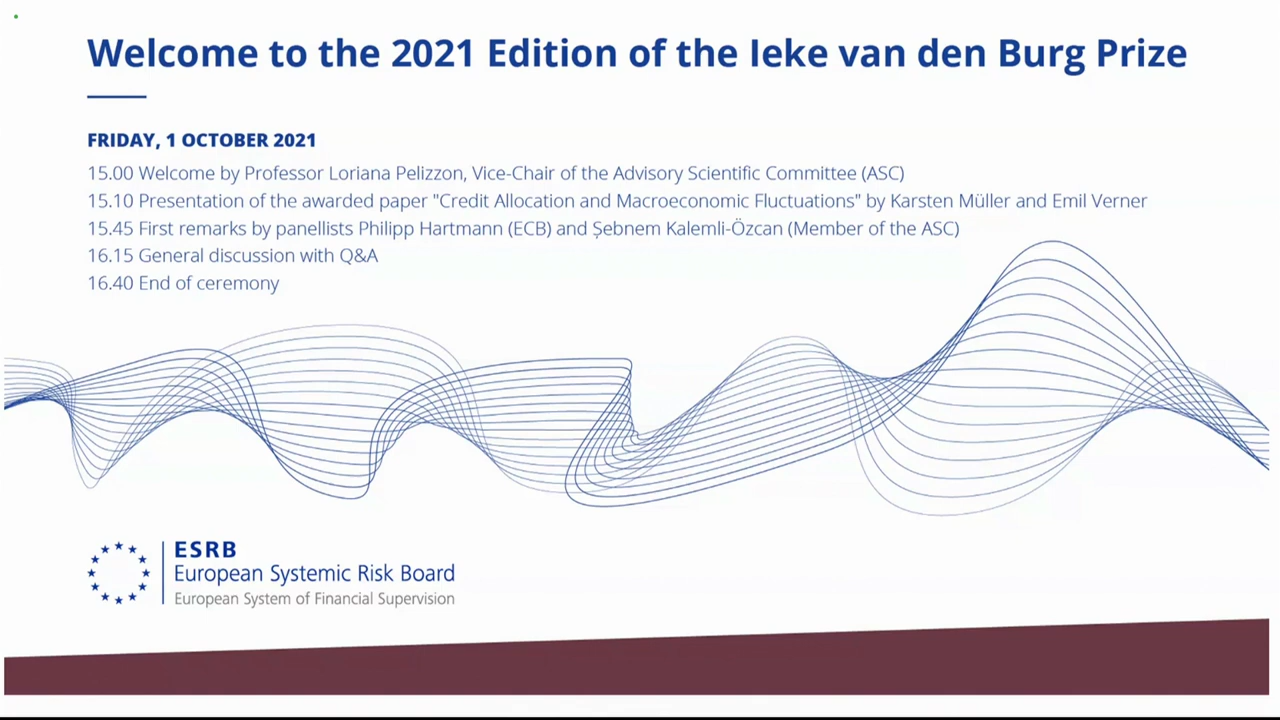 Welcome to the 2021 Edition of the Ieke van den Burg Prize
FRIDAY, 1 OCTOBER 2021
15.00 Welcome by Professor Loriana Pelizzon, Vice-Chair of the Advisory Scientific Committee (ASC)
15.10 Presentation of the awarded paper "Credit Allocation and Macroeconomic Fluctuations" by Karsten Müller and Emil Verner
15.45 First remarks by panellists Philipp Hartmann (ECB) and Şebnem Kalemli-Özcan (Member of the ASC)
16.15 General discussion with Q&A
16.40 End of ceremony
ESRB
European Systemic Risk Board
European System of Financial Supervision